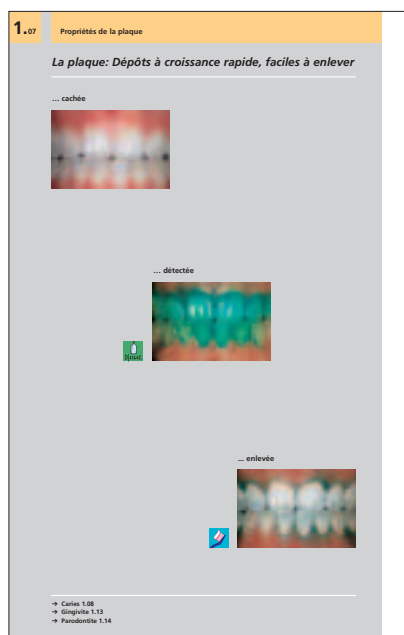 1.07
Propriétés de la plaque
La plaque: Dépôts à croissance rapide, faciles à enlever
... cachée
... détectée
... enlevée
➔ Caries 1.08
➔ Gingivite 1.13
➔ Parodontite 1.14